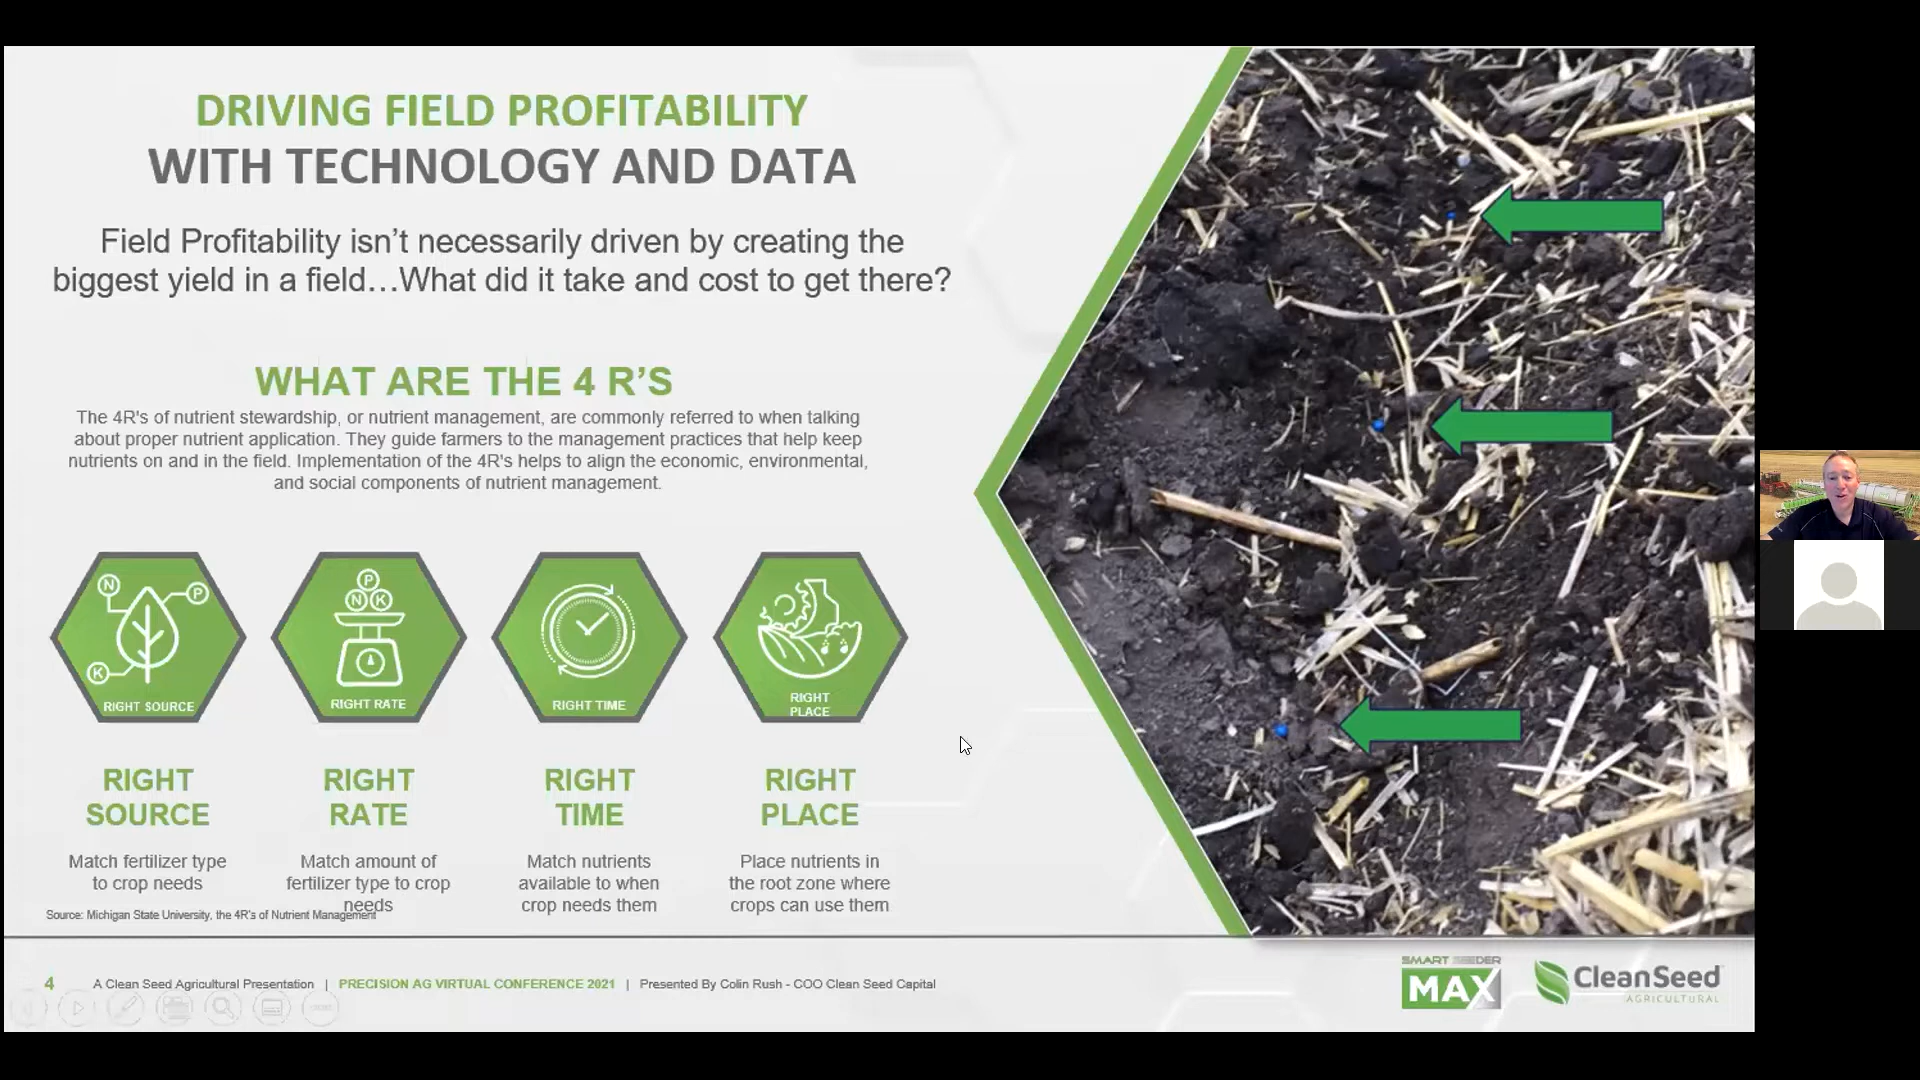 DRIVING FIELD PROFITABILITY
WITH TECHNOLOGY AND DATA
Field Profitability isn't necessarily driven by creating the
biggest yield in a field…What did it take and cost to get there?
WHAT ARE THE 4 R'S
The 4R's of nutrient stewardship, or nutrient management, are commonly referred to when talking
about proper nutrient application. They guide farmers to the management practices that help keep
nutrients on and in the field. Implementation of the 4R's helps to align the economic, environmental,
and social components of nutrient management.
N
P
K
RIGHT SOURCE
P
N K
RIGHT RATE
RIGHT TIME
RIGHT
PLACE
RIGHT
SOURCE
Match fertilizer type
to crop needs
RIGHT
RATE
Match amount of
fertilizer type to crop
needs
RIGHT
TIME
Match nutrients
available to when
crop needs them
RIGHT
PLACE
Place nutrients in
the root zone where
crops can use them
Source: Michigan State University, the 4R's of Nutrient Management
4
A Clean Seed Agricultural Presentation | PRECISION AG VIRTUAL CONFERENCE 2021 | Presented By Colin Rush - COO Clean Seed Capital
SMART SEEDER
MAX
CleanSeed
AGRICULTURAL